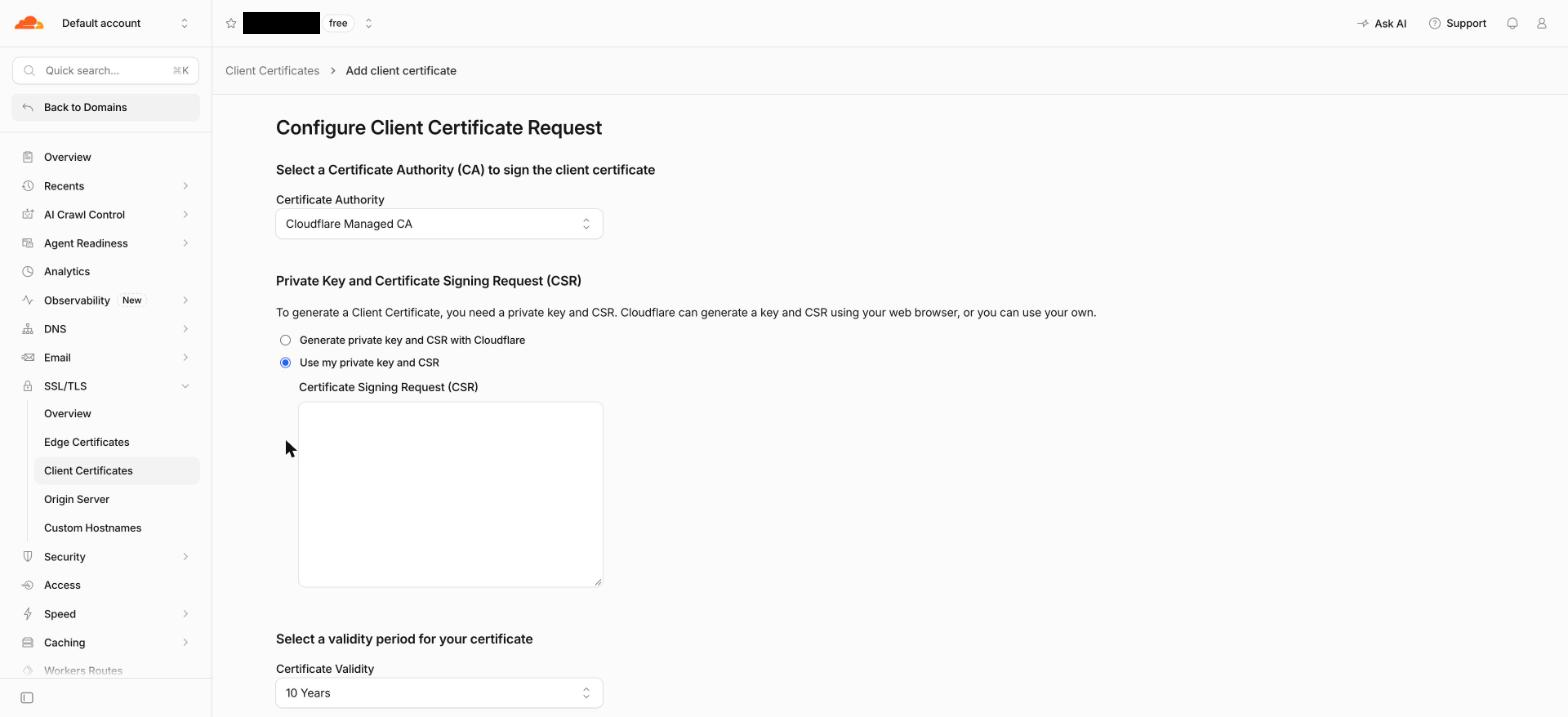 Default account
free
Ask AI
Support
Quick search...
⌘K
Client Certificates > Add client certificate
Back to Domains
Overview
Recents
AI Crawl Control
Agent Readiness
Analytics
Observability New
DNS
Email
SSL/TLS
Overview
Edge Certificates
Client Certificates
Origin Server
Custom Hostnames
Security
Access
Speed
Caching
Workers Routes
Configure Client Certificate Request
Select a Certificate Authority (CA) to sign the client certificate
Certificate Authority
Cloudflare Managed CA
Private Key and Certificate Signing Request (CSR)
To generate a Client Certificate, you need a private key and CSR. Cloudflare can generate a key and CSR using your web browser, or you can use your own.
Generate private key and CSR with Cloudflare
Use my private key and CSR
Certificate Signing Request (CSR)
Select a validity period for your certificate
Certificate Validity
10 Years